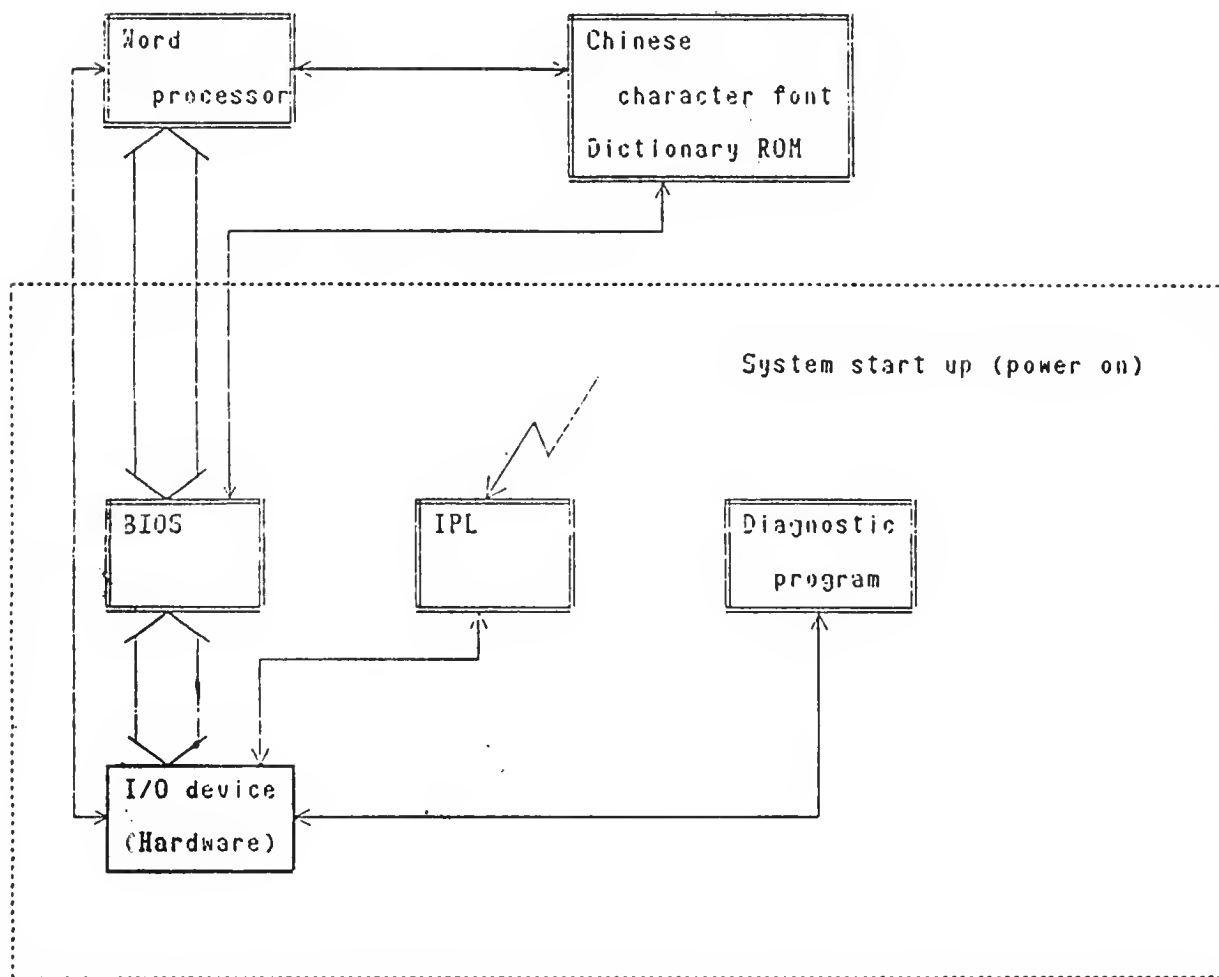 Word
processor
Chinese
character font
Dictionary ROM
System start up (power on)
BIOS
IPL
Diagnostic
program
I/O device
(Hardware)